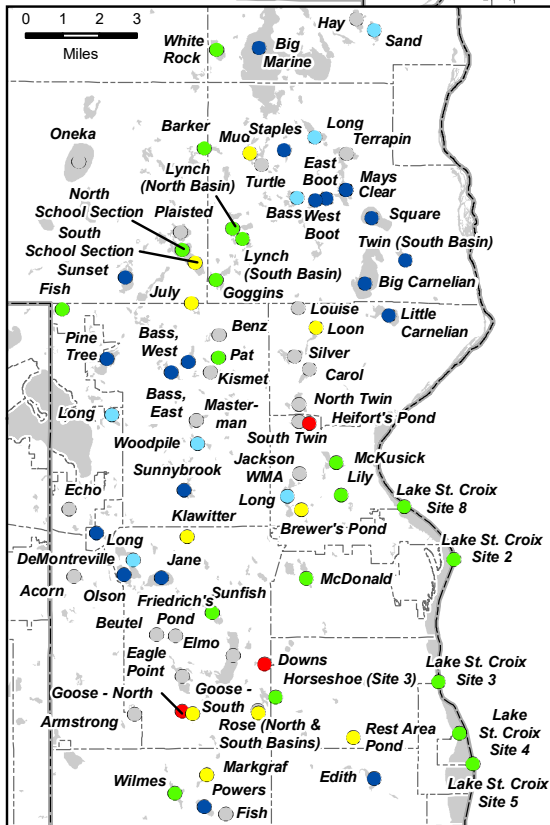 0 1 2 3
Miles
Hay
Sand
White
Rock
Big
Marine
Oneka
Barker
Mud
Staples
Long
Terrapin
Lynch
(North Basin)
Turtle
East
Boot
Mays
Clear
North
School Section
Plaisted
Bass
West
Boot
Square
South
School Section
Lynch
(South Basin)
Twin (South Basin)
Sunset
Big Carnelian
Fish
July
Goggins
Louise
Little
Carnelian
Benz
Loon
Pine
Tree
Bass,
West
Pat
Silver
Kismet
Carol
Bass,
East
Master-
man
North Twin
Heifort's Pond
Long
Woodpile
South Twin
Sunnybrook
Jackson
WMA
McKusick
Lily
Echo
Long
Lake St. Croix
Site 8
Klawitter
Brewer's Pond
Long
DeMontreville
Jane
Lake St. Croix
Site 2
Acorn
Olson
McDonald
Friedrich's
Pond
Sunfish
Beutel
Elmo
Eagle
Point
Downs
Lake St. Croix
Site 3
Goose - North
Goose -
South
Horseshoe (Site 3)
Armstrong
Rose (North &
South Basins)
Rest Area
Pond
Lake
St. Croix
Site 4
Markgraf
Wilmes
Powers
Edith
Lake St. Croix
Site 5
Fish